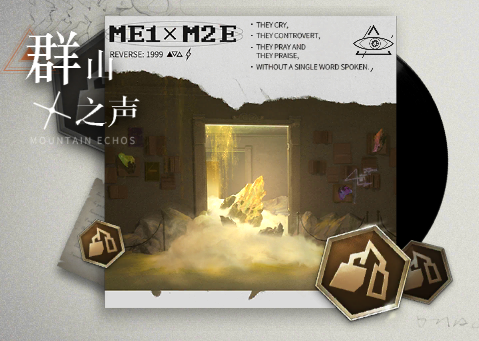 群山
之声
MOUNTAIN ECHOS
ME1×M2E
REVERSE: 1999
· THEY CRY,
· THEY CONTROVERT,
· THEY PRAY AND
THEY PRAISE,
· WITHOUT A SINGLE WORD SPOKEN.